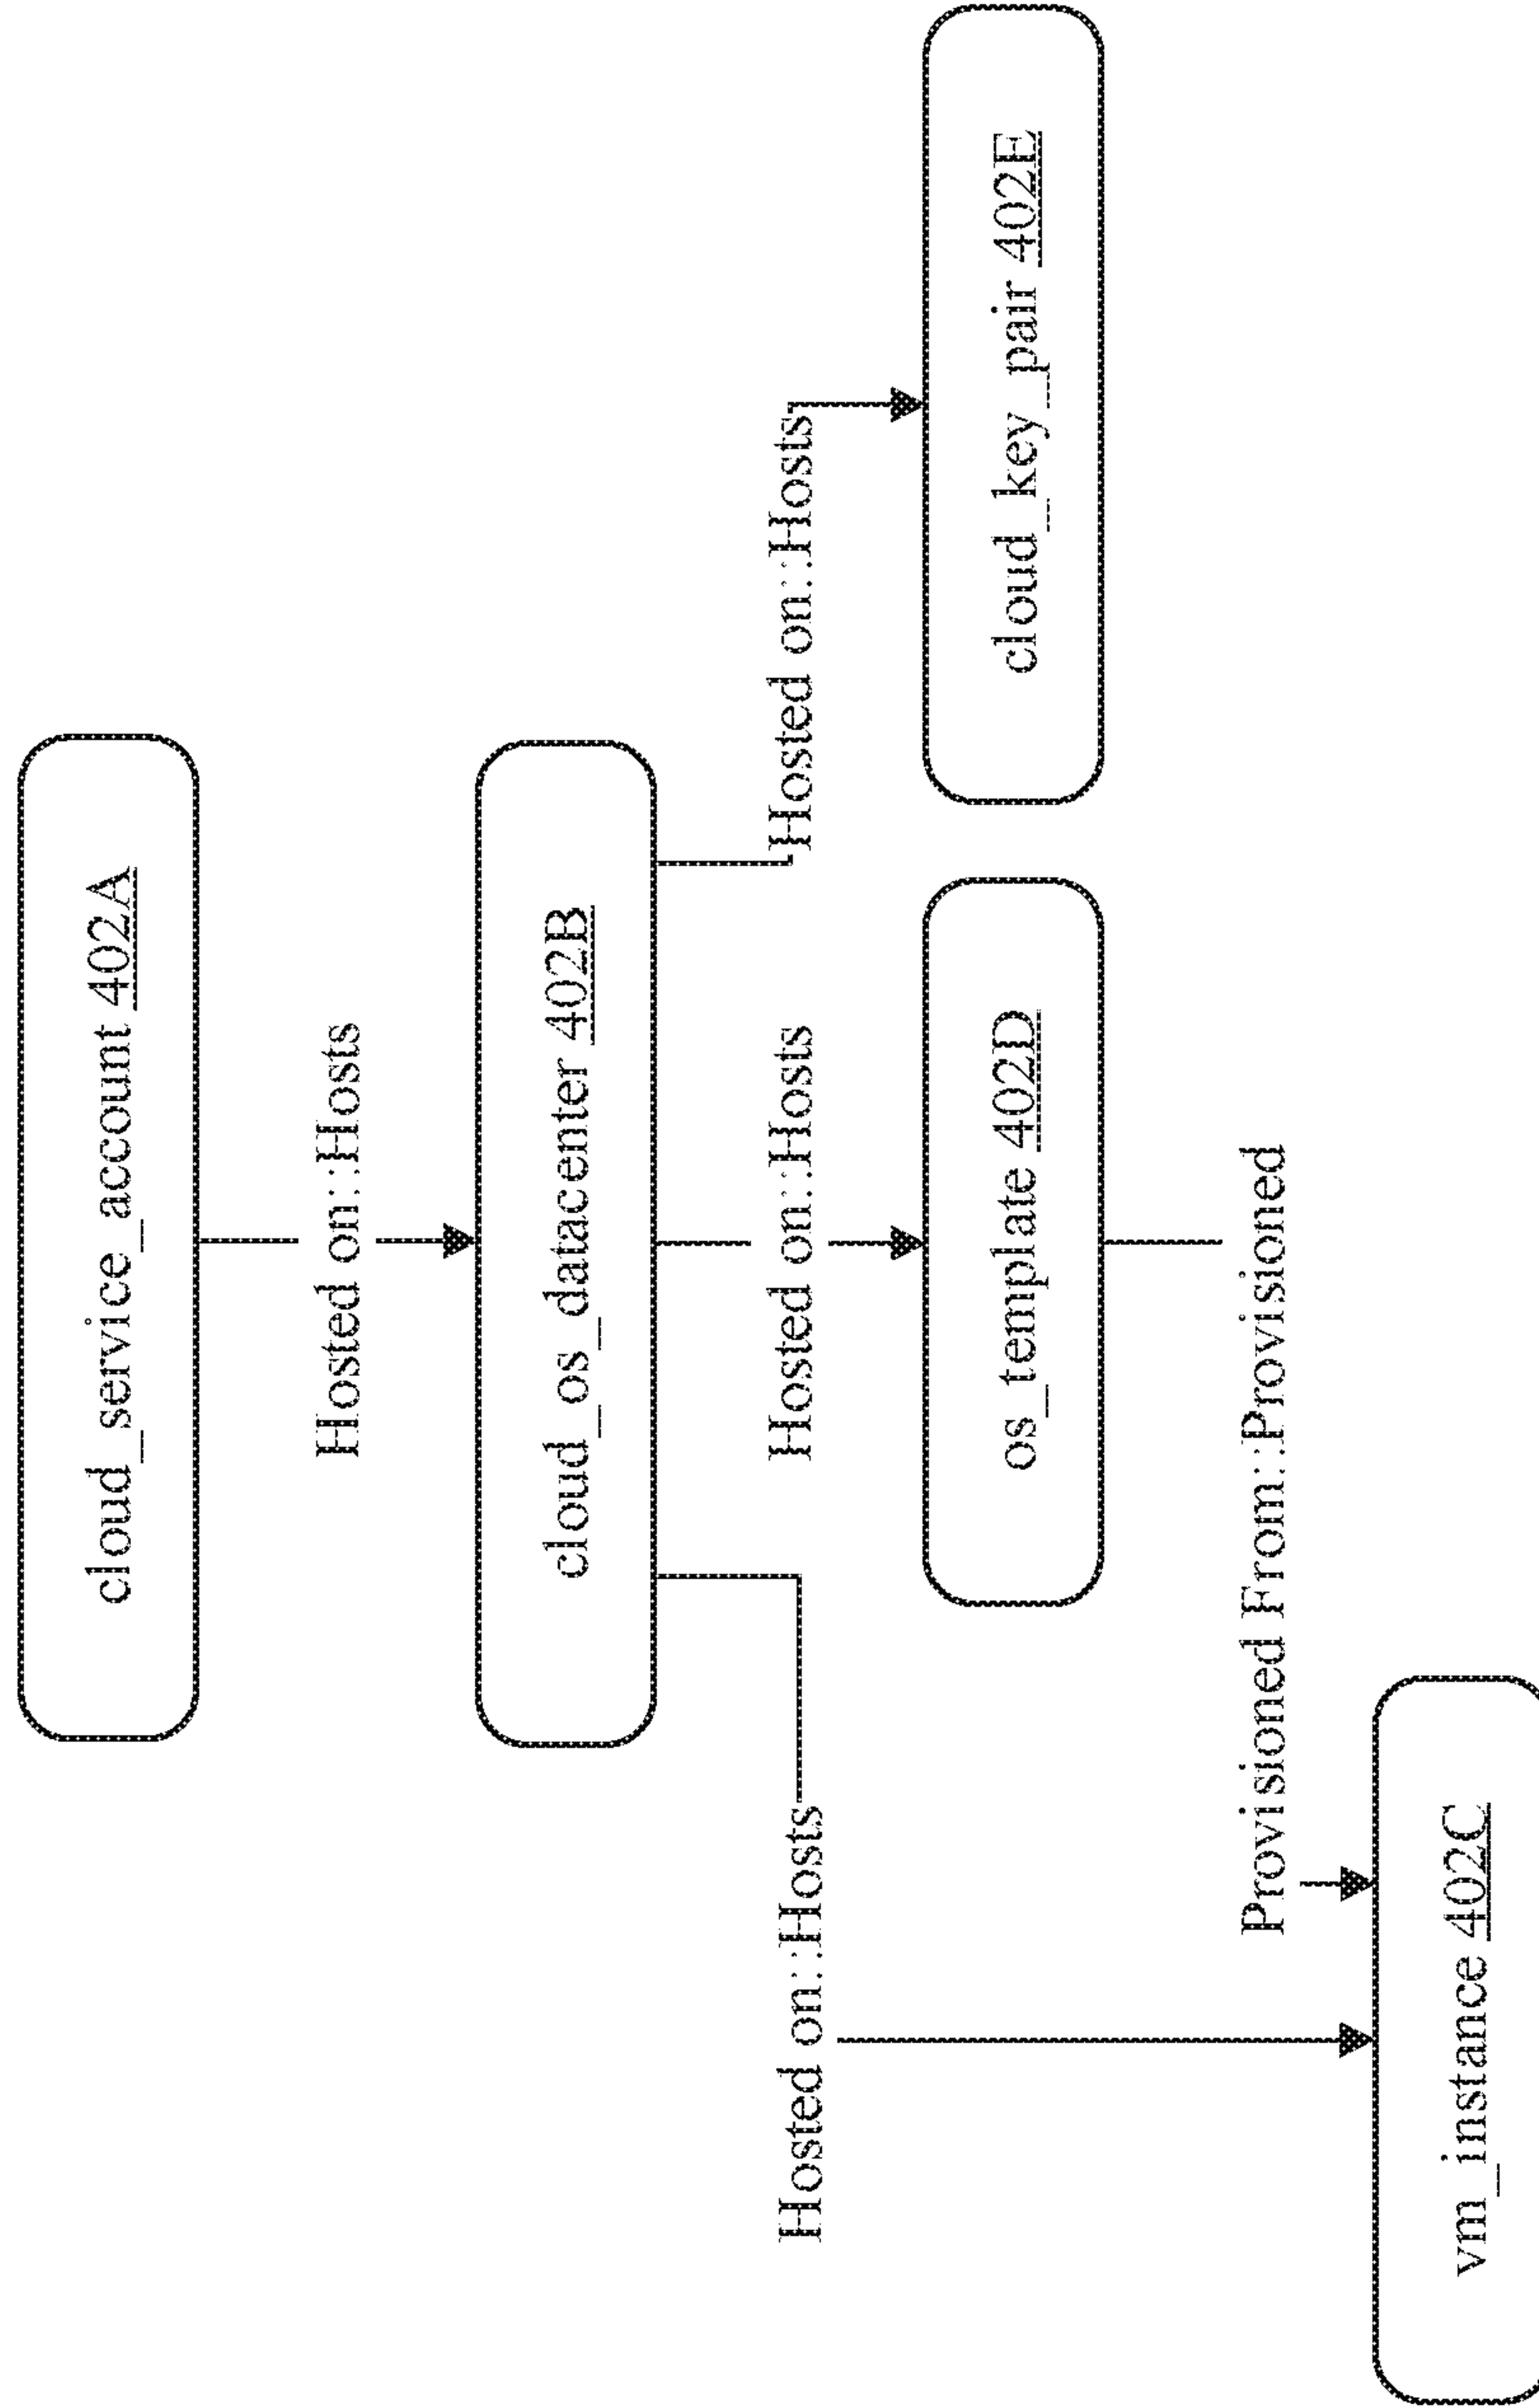 cloud_service_account 402A
Hosted on::Hosts
cloud_os_datacenter 402B
Hosted on::Hosts
Hosted on::Hosts
Hosted on::Hosts
os_template 402D
cloud_key_pair 402E
Provisioned From::Provisioned
vm_instance 402C